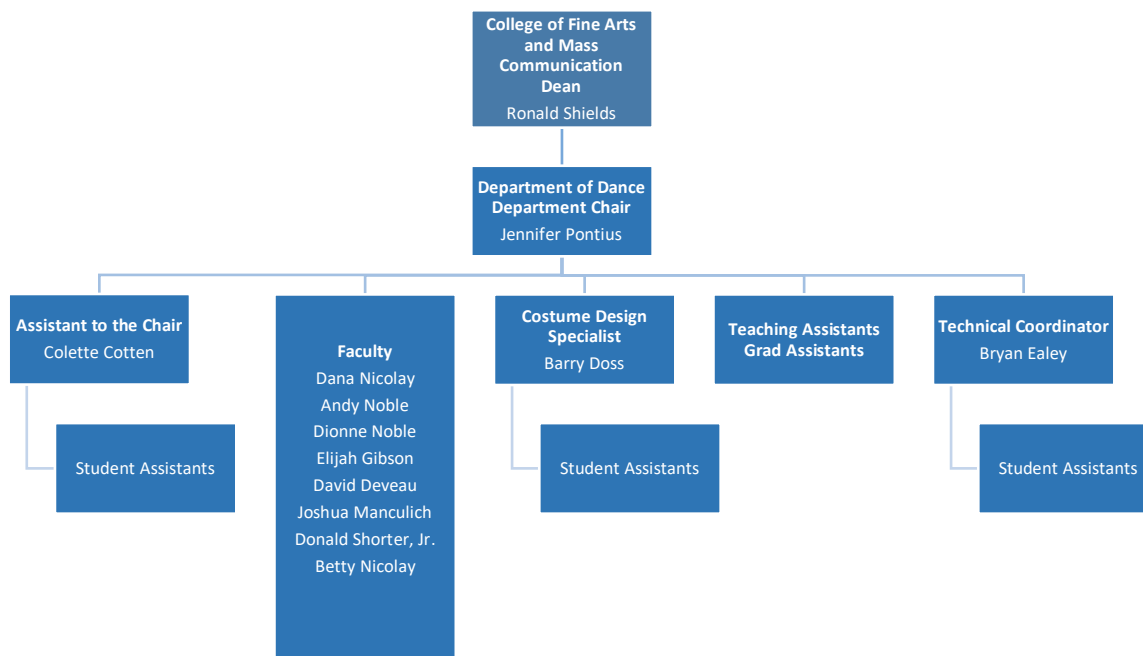 College of Fine Arts
and Mass
Communication
Dean
Ronald Shields
Department of Dance
Department Chair
Jennifer Pontius
Assistant to the Chair
Colette Cotten
Student Assistants
Faculty
Dana Nicolay
Andy Noble
Dionne Noble
Elijah Gibson
David Deveau
Joshua Manculich
Donald Shorter, Jr.
Betty Nicolay
Costume Design
Specialist
Barry Doss
Student Assistants
Teaching Assistants
Grad Assistants
Technical Coordinator
Bryan Ealey
Student Assistants